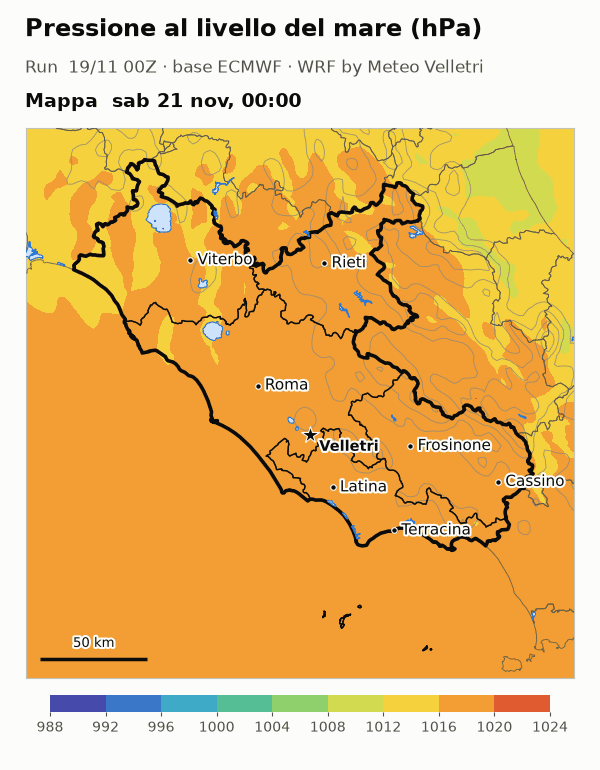 Pressione al livello del mare (hPa)
Run  19/11 00Z · base ECMWF · WRF by Meteo Velletri
Mappa  sab 21 nov, 00:00
Viterbo
Rieti
Roma
Velletri
Frosinone
Cassino
Latina
Terracina
50 km
988 992 996 1000 1004 1008 1012 1016 1020 1024